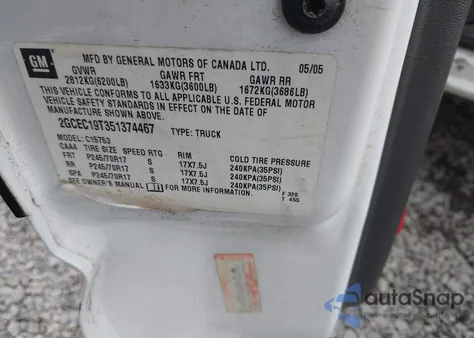 GM
MFD BY GENERAL MOTORS OF CANADA LTD. 05/05
GVWR GAWR FRT GAWR RR
2812KG(6200LB) 1633KG(3600LB) 1672KG(3686LB)
THIS VEHICLE CONFORMS TO ALL APPLICABLE U.S. FEDERAL MOTOR
VEHICLE SAFETY STANDARDS IN EFFECT ON THE DATE OF
MANUFACTURE SHOWN ABOVE.
2GCEC19T351374467 TYPE: TRUCK
MODEL: C15753
CAA4 TIRE SIZE SPEED RTG RIM COLD TIRE PRESSURE
FRT P245/70R17 S 17X7.5J 240KPA(35PSI)
RR P245/70R17 S 17X7.5J 240KPA(35PSI)
SPA P245/70R17 S 17X7.5J 240KPA(35PSI)
SEE OWNER'S MANUAL FOR MORE INFORMATION
F 320
T 455
autoSnap